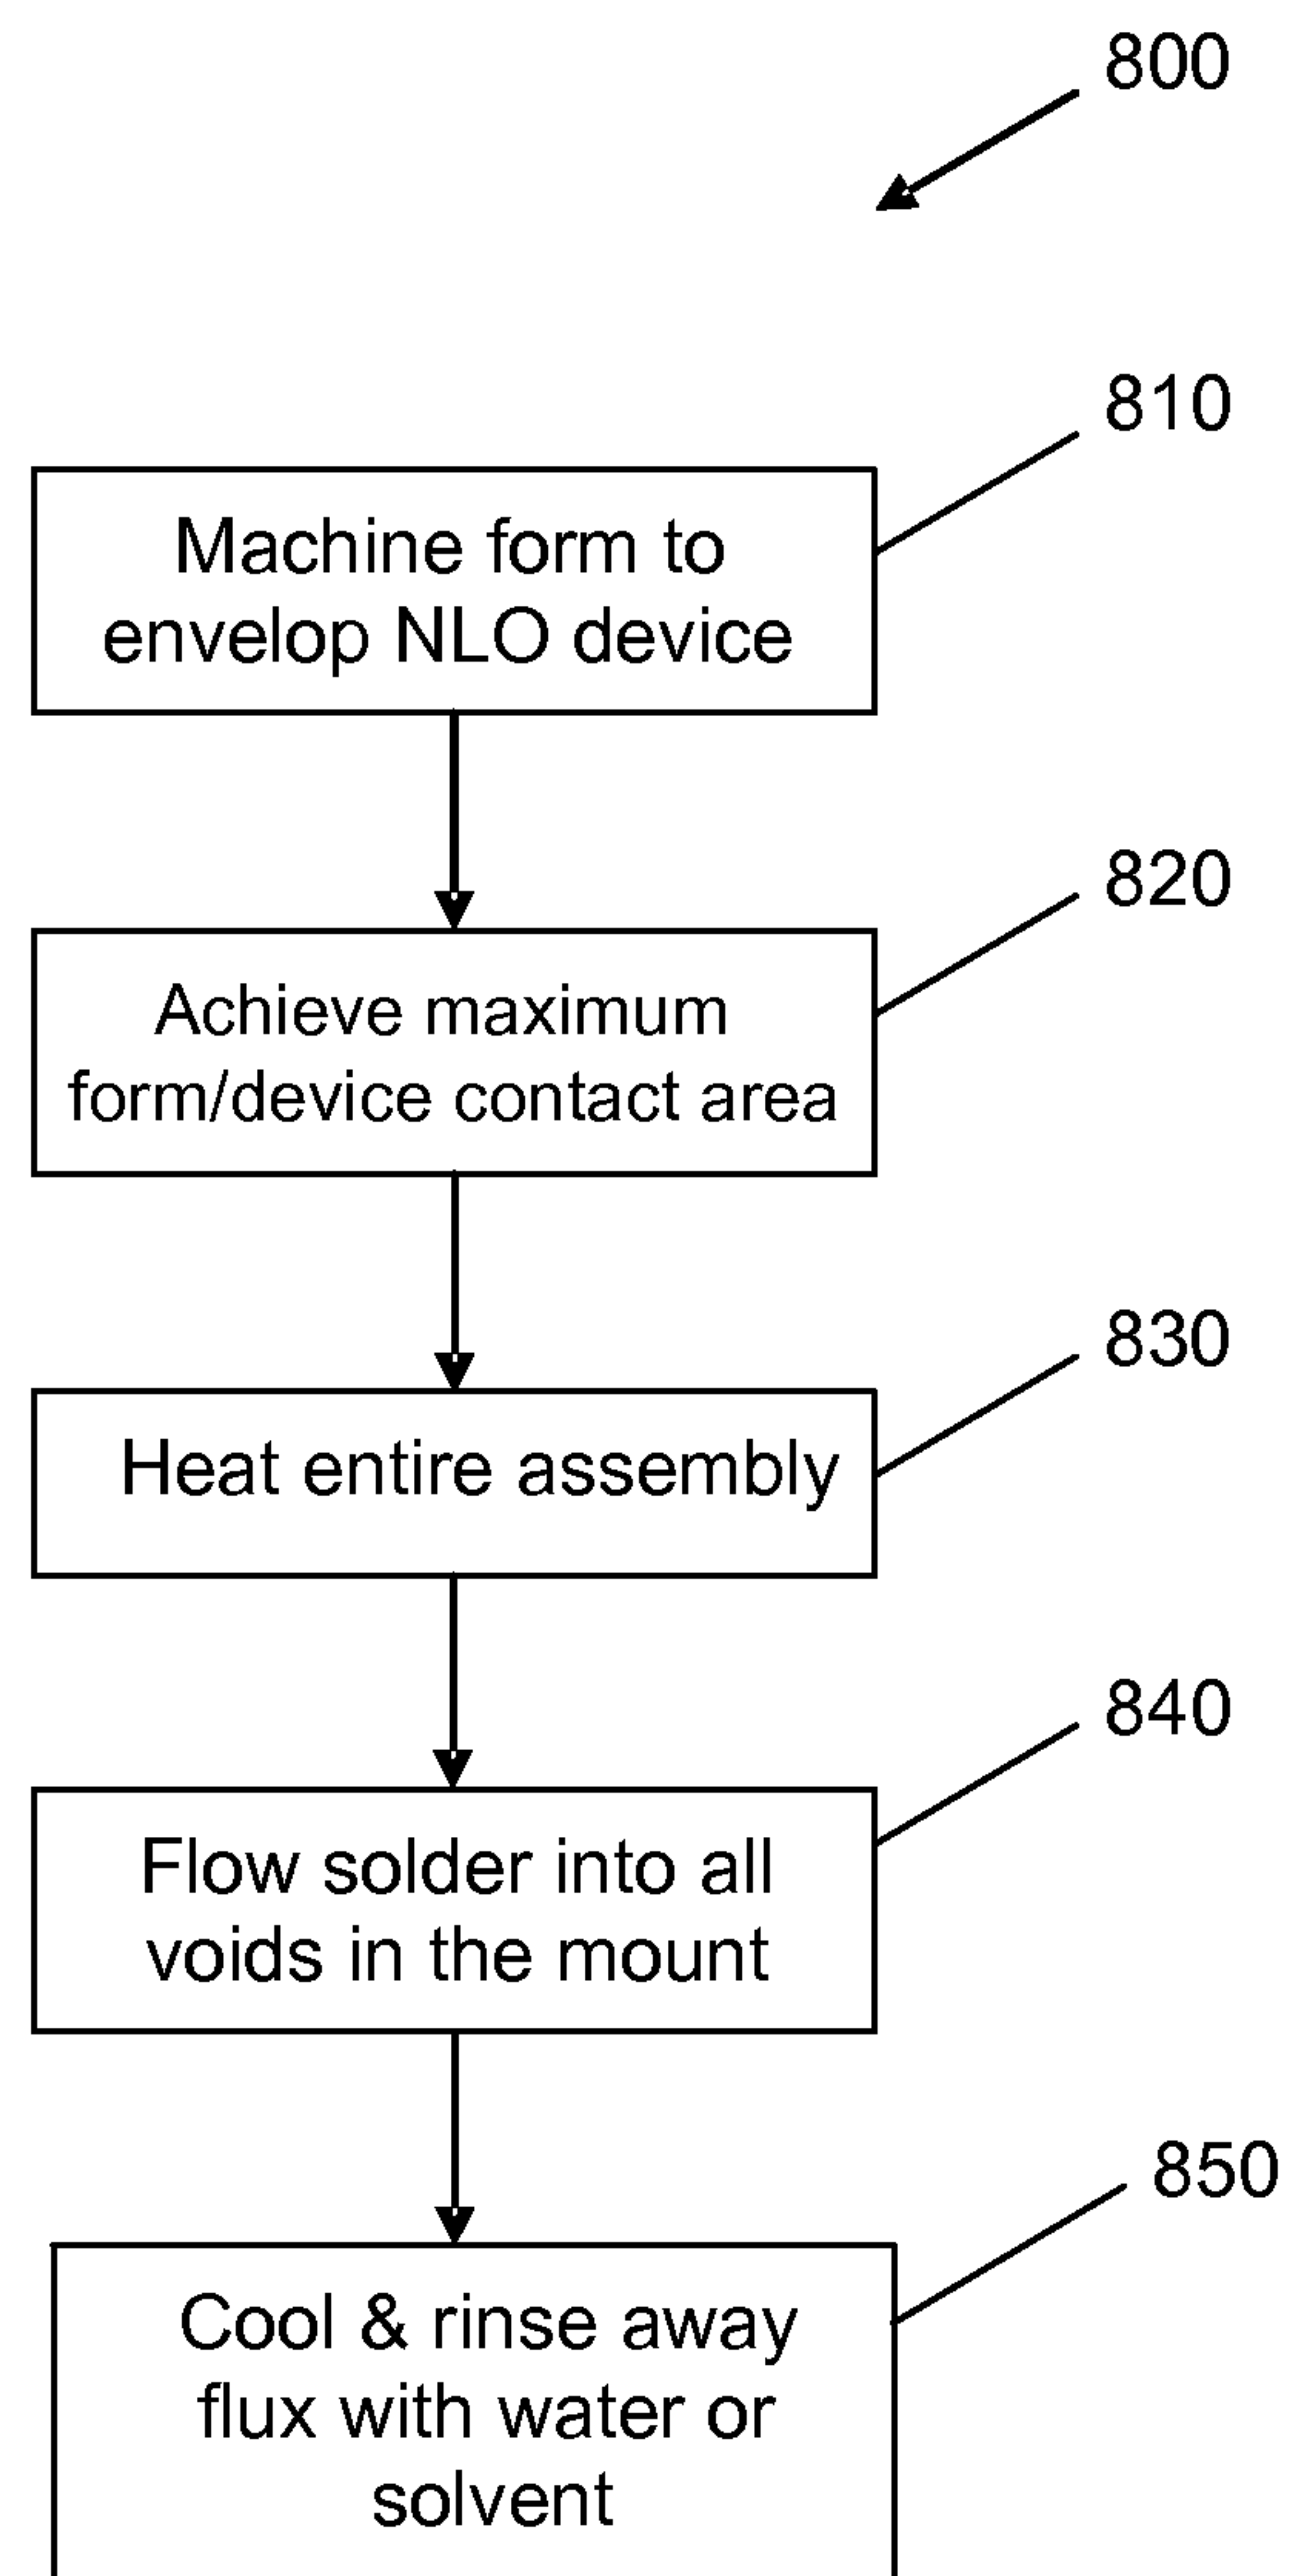 800
810
Machine form to
envelop NLO device
820
Achieve maximum
form/device contact area
830
Heat entire assembly
840
Flow solder into all
voids in the mount
850
Cool & rinse away
flux with water or
solvent